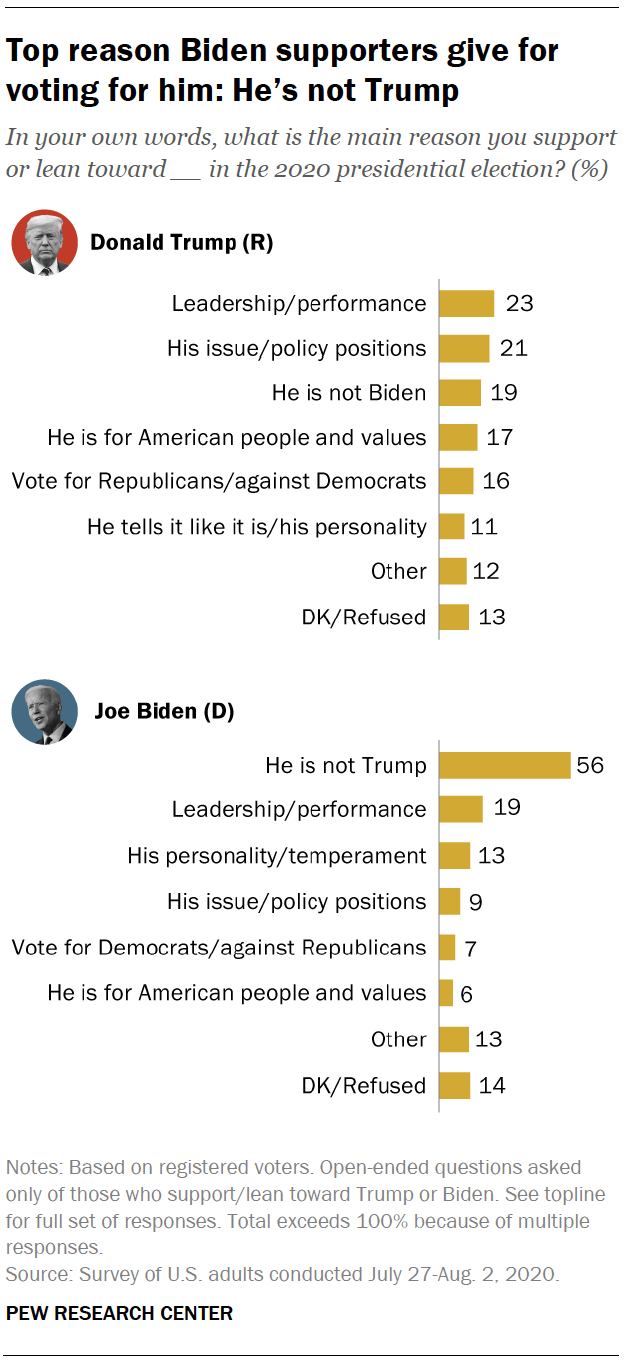 Top reason Biden supporters give for
voting for him: He’s not Trump
In your own words, what is the main reason you support
or lean toward __ in the 2020 presidential election? (%)
Donald Trump (R)
Leadership/performance 23
His issue/policy positions 21
He is not Biden 19
He is for American people and values 17
Vote for Republicans/against Democrats 16
He tells it like it is/his personality 11
Other 12
DK/Refused 13
Joe Biden (D)
He is not Trump 56
Leadership/performance 19
His personality/temperament 13
His issue/policy positions 9
Vote for Democrats/against Republicans 7
He is for American people and values 6
Other 13
DK/Refused 14
Notes: Based on registered voters. Open-ended questions asked
only of those who support/lean toward Trump or Biden. See topline
for full set of responses. Total exceeds 100% because of multiple
responses.
Source: Survey of U.S. adults conducted July 27-Aug. 2, 2020.
PEW RESEARCH CENTER